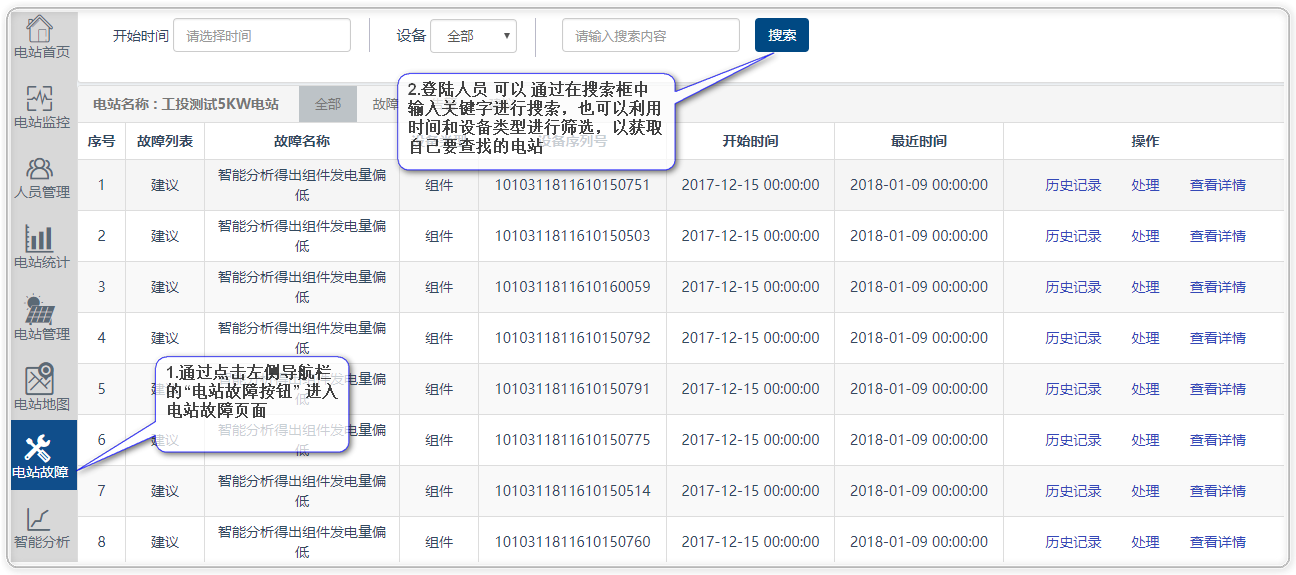 电站首页
电站监控
人员管理
电站统计
电站管理
电站地图
电站故障
智能分析
开始时间 请选择时间 设备 全部 请输入搜索内容 搜索
电站名称：工投测试5KW电站 全部 故障
2.登陆人员 可以 通过在搜索框中
输入关键字进行搜索，也可以利用
时间和设备类型进行筛选，以获取
自己要查找的电站
序号 故障列表 故障名称 设备序列号 开始时间 最近时间 操作
1 建议 智能分析得出组件发电量偏 组件 1010311811610150751 2017-12-15 00:00:00 2018-01-09 00:00:00 历史记录 处理 查看详情
低
2 建议 智能分析得出组件发电量偏 组件 1010311811610150503 2017-12-15 00:00:00 2018-01-09 00:00:00 历史记录 处理 查看详情
低
3 建议 智能分析得出组件发电量偏 组件 1010311811610160059 2017-12-15 00:00:00 2018-01-09 00:00:00 历史记录 处理 查看详情
低
4 建议 智能分析得出组件发电量偏 组件 1010311811610150792 2017-12-15 00:00:00 2018-01-09 00:00:00 历史记录 处理 查看详情
低
1.通过点击左侧导航栏
的“电站故障按钮” 进入
电站故障页面
5 建 电量偏 组件 1010311811610150791 2017-12-15 00:00:00 2018-01-09 00:00:00 历史记录 处理 查看详情
6 建议 智能分析得出组件发电量偏 组件 1010311811610150775 2017-12-15 00:00:00 2018-01-09 00:00:00 历史记录 处理 查看详情
低
7 建议 智能分析得出组件发电量偏 组件 1010311811610150514 2017-12-15 00:00:00 2018-01-09 00:00:00 历史记录 处理 查看详情
低
8 建议 智能分析得出组件发电量偏 组件 1010311811610150760 2017-12-15 00:00:00 2018-01-09 00:00:00 历史记录 处理 查看详情
低